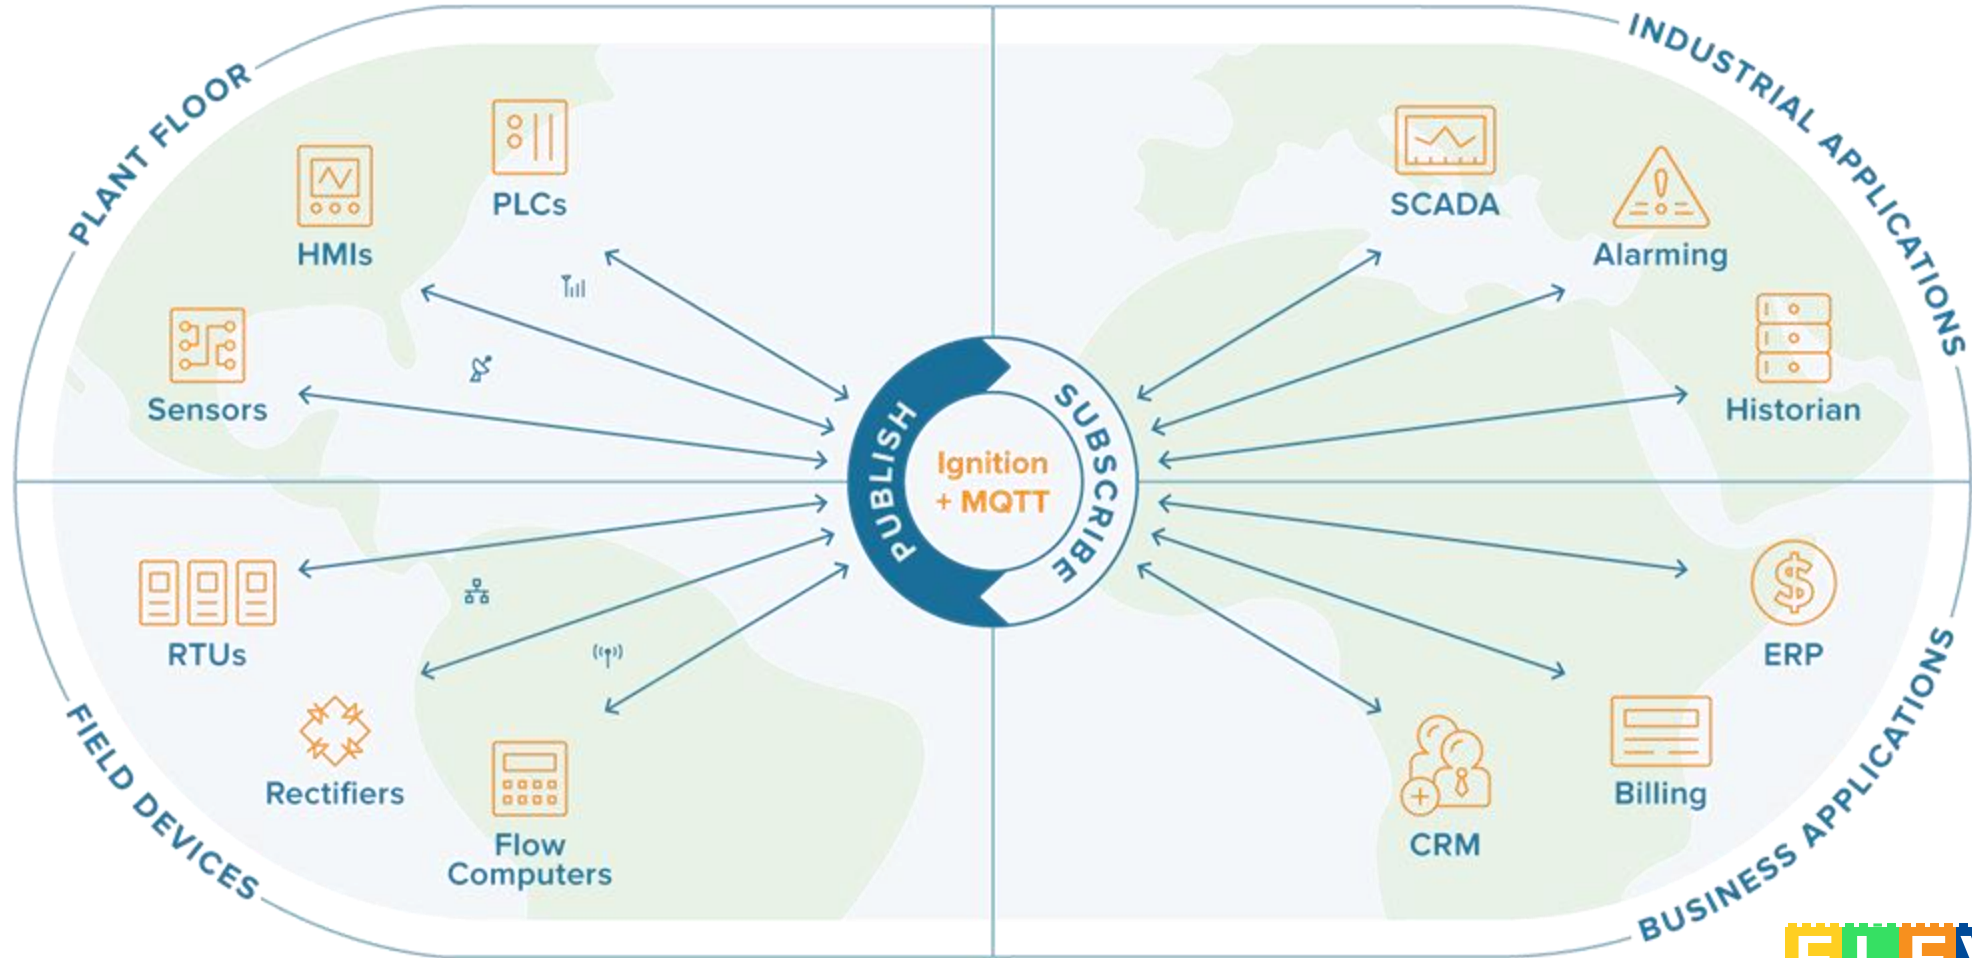 PLANT FLOOR
PLCs
HMIs
Sensors
INDUSTRIAL APPLICATIONS
SCADA
Alarming
Historian
PUBLISH
SUBSCRIBE
Ignition
+ MQTT
RTUs
Rectifiers
Flow
Computers
FIELD DEVICES
ERP
Billing
CRM
BUSINESS APPLICATIONS